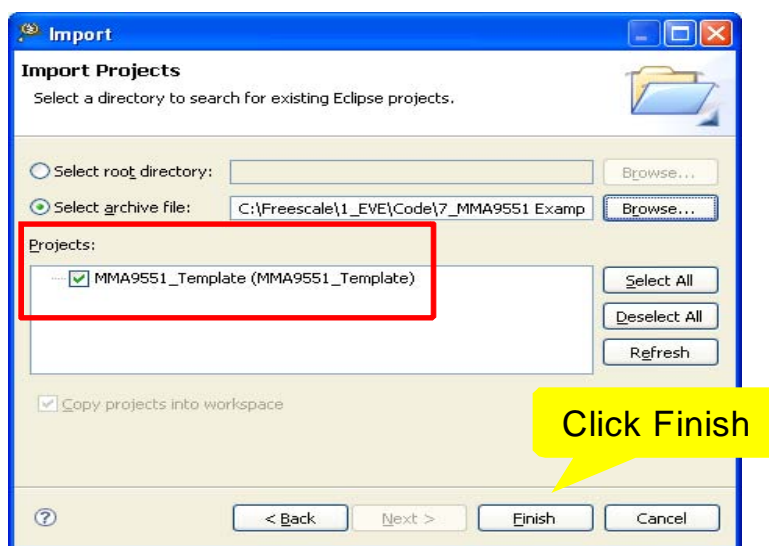 Import
Import Projects
Select a directory to search for existing Eclipse projects.
Select root directory:
Browse...
Select archive file:
C:\Freescale\1_EVE\Code\7_MMA9551 Examp
Browse...
Projects:
MMA9551_Template (MMA9551_Template)
Select All
Deselect All
Refresh
Copy projects into workspace
Click Finish
?
< Back
Next >
Finish
Cancel